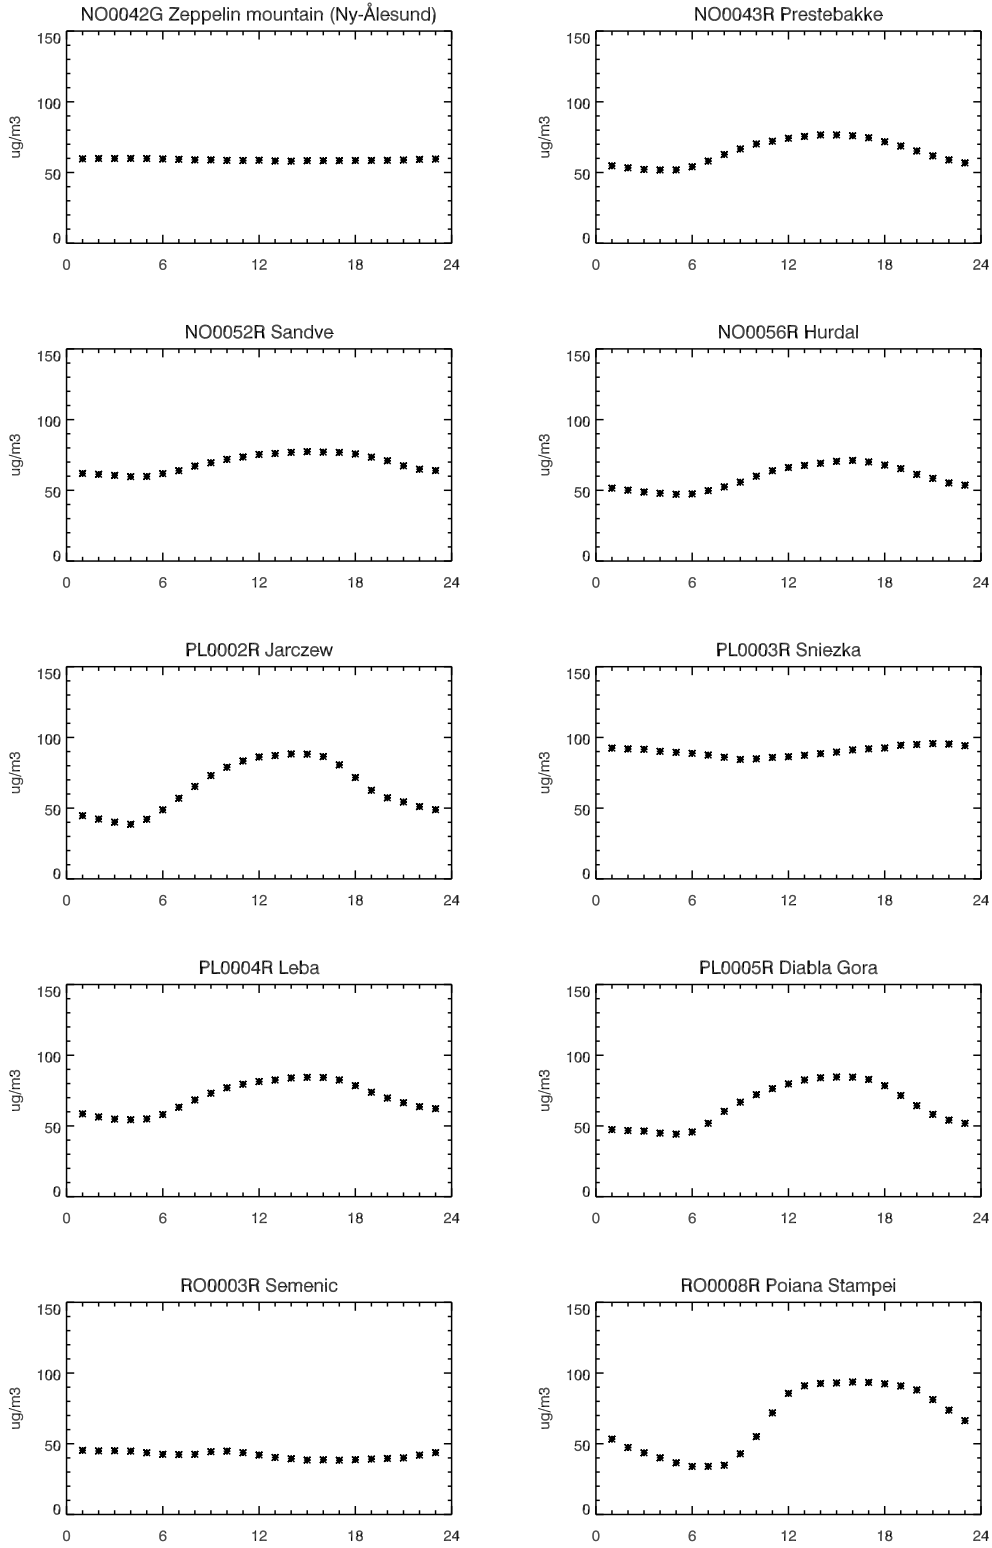 NO0042G Zeppelin mountain (Ny-Ålesund)
150
100
50
0
ug/m3
0 6 12 18 24
NO0043R Prestebakke
150
100
50
0
ug/m3
0 6 12 18 24
NO0052R Sandve
150
100
50
0
ug/m3
0 6 12 18 24
NO0056R Hurdal
150
100
50
0
ug/m3
0 6 12 18 24
PL0002R Jarczew
150
100
50
0
ug/m3
0 6 12 18 24
PL0003R Sniezka
150
100
50
0
ug/m3
0 6 12 18 24
PL0004R Leba
150
100
50
0
ug/m3
0 6 12 18 24
PL0005R Diabla Gora
150
100
50
0
ug/m3
0 6 12 18 24
RO0003R Semenic
150
100
50
0
ug/m3
0 6 12 18 24
RO0008R Poiana Stampei
150
100
50
0
ug/m3
0 6 12 18 24